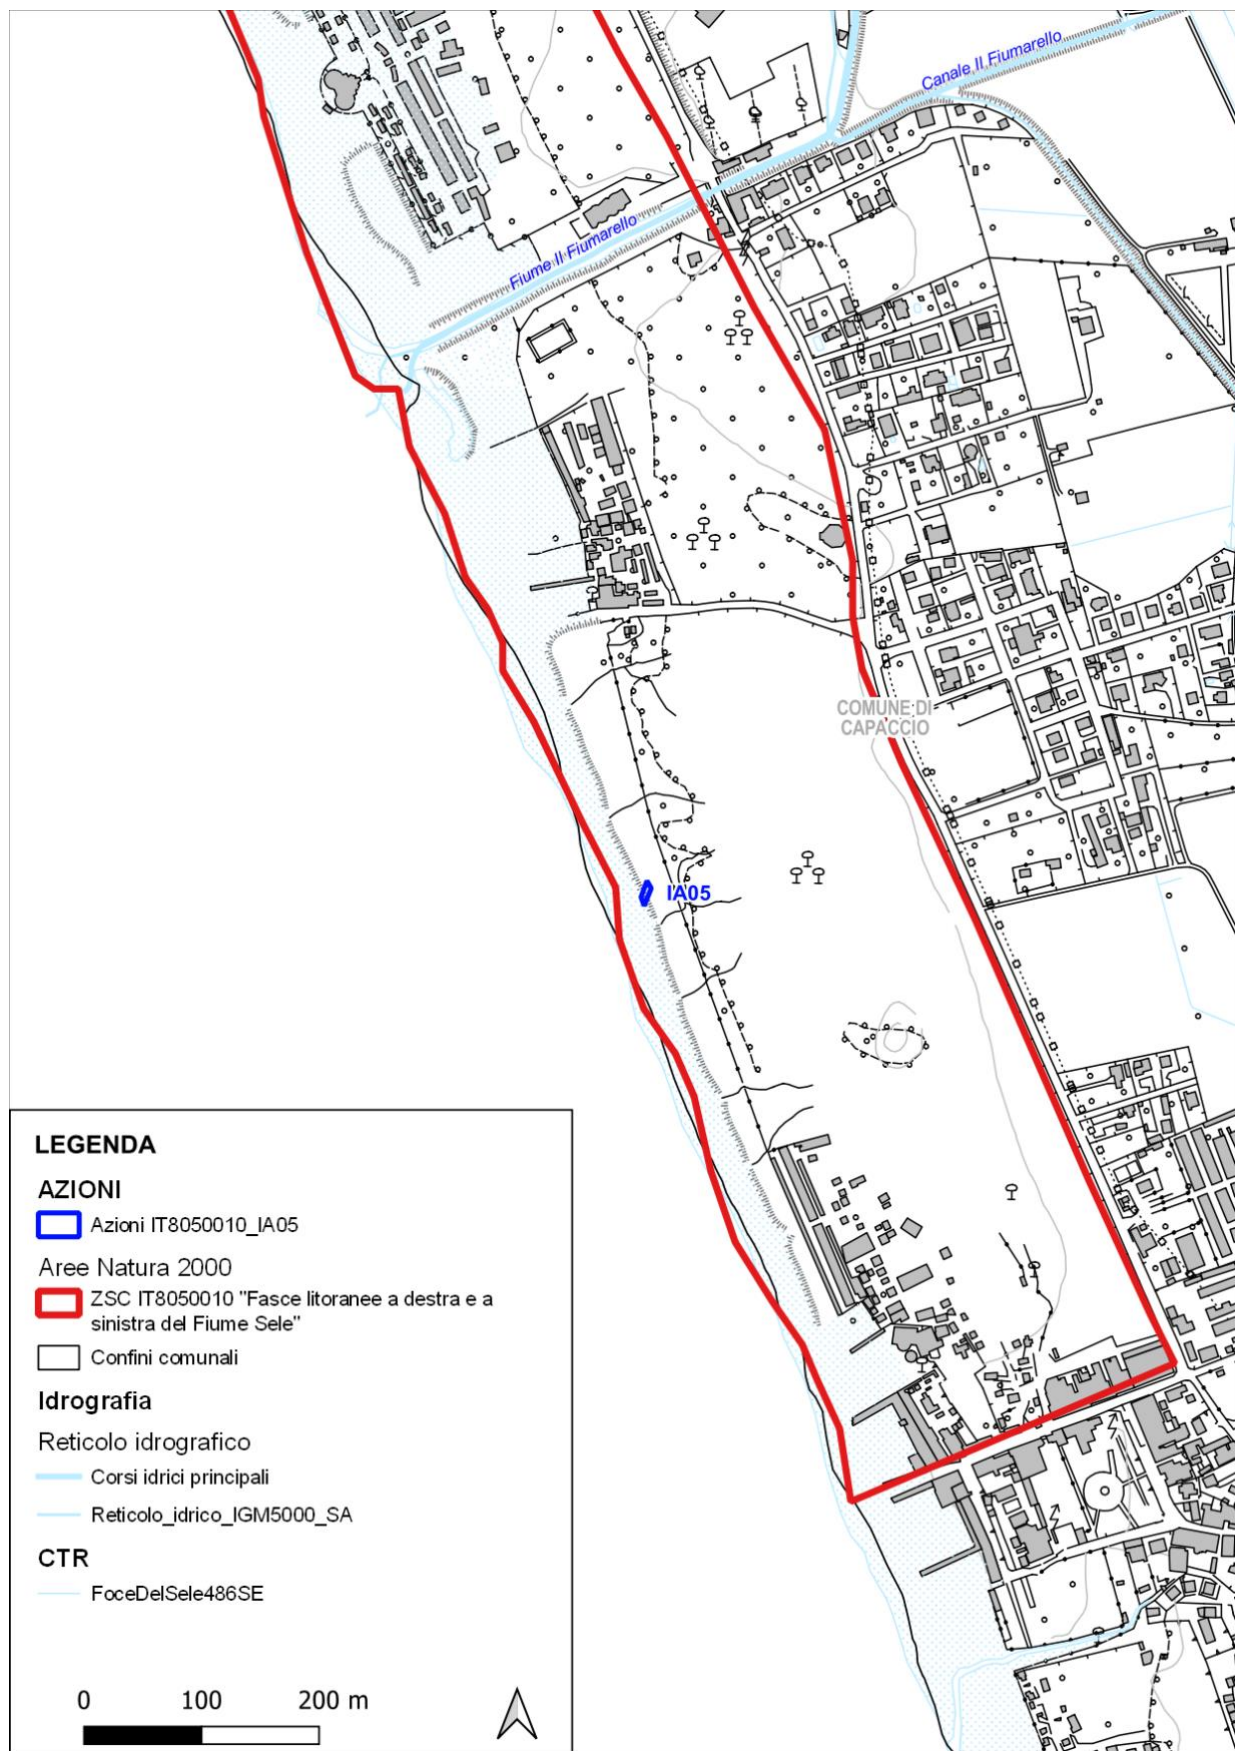 Canale Il Fiumarello
Fiume Il Fiumarello
COMUNE DI
CAPACCIO
IA05
LEGENDA
AZIONI
Azioni IT8050010_IA05
Aree Natura 2000
ZSC IT8050010 "Fasce litoranee a destra e a
sinistra del Fiume Sele"
Confini comunali
Idrografia
Reticolo idrografico
Corsi idrici principali
Reticolo_idrico_IGM5000_SA
CTR
FoceDelSele486SE
0 100 200 m